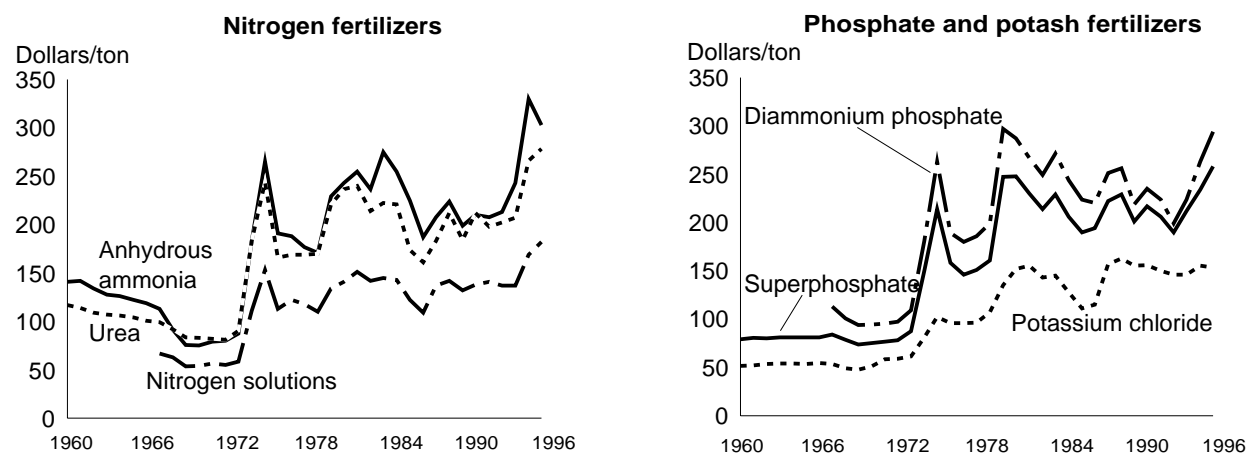 Nitrogen fertilizers
Dollars/ton
350
300
250
200
150
100
50
0
Anhydrous
ammonia
Urea
Nitrogen solutions
1960 1966 1972 1978 1984 1990 1996
Phosphate and potash fertilizers
Dollars/ton
350
300
250
200
150
100
50
0
Diammonium phosphate
Superphosphate
Potassium chloride
1960 1966 1972 1978 1984 1990 1996